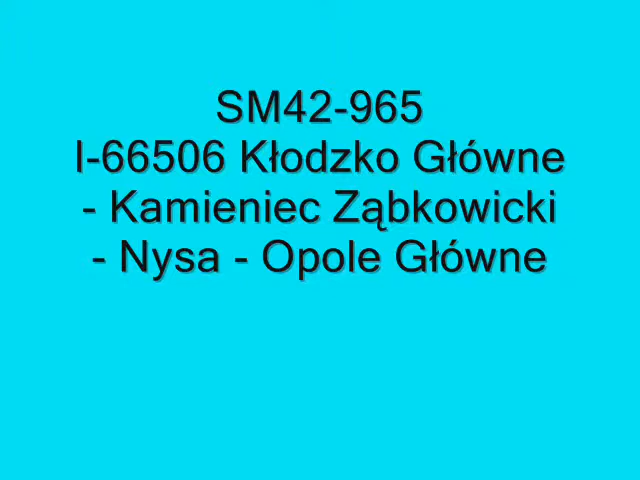 SM42-965
I-66506 Kłodzko Główne
- Kamieniec Ząbkowicki
- Nysa - Opole Główne